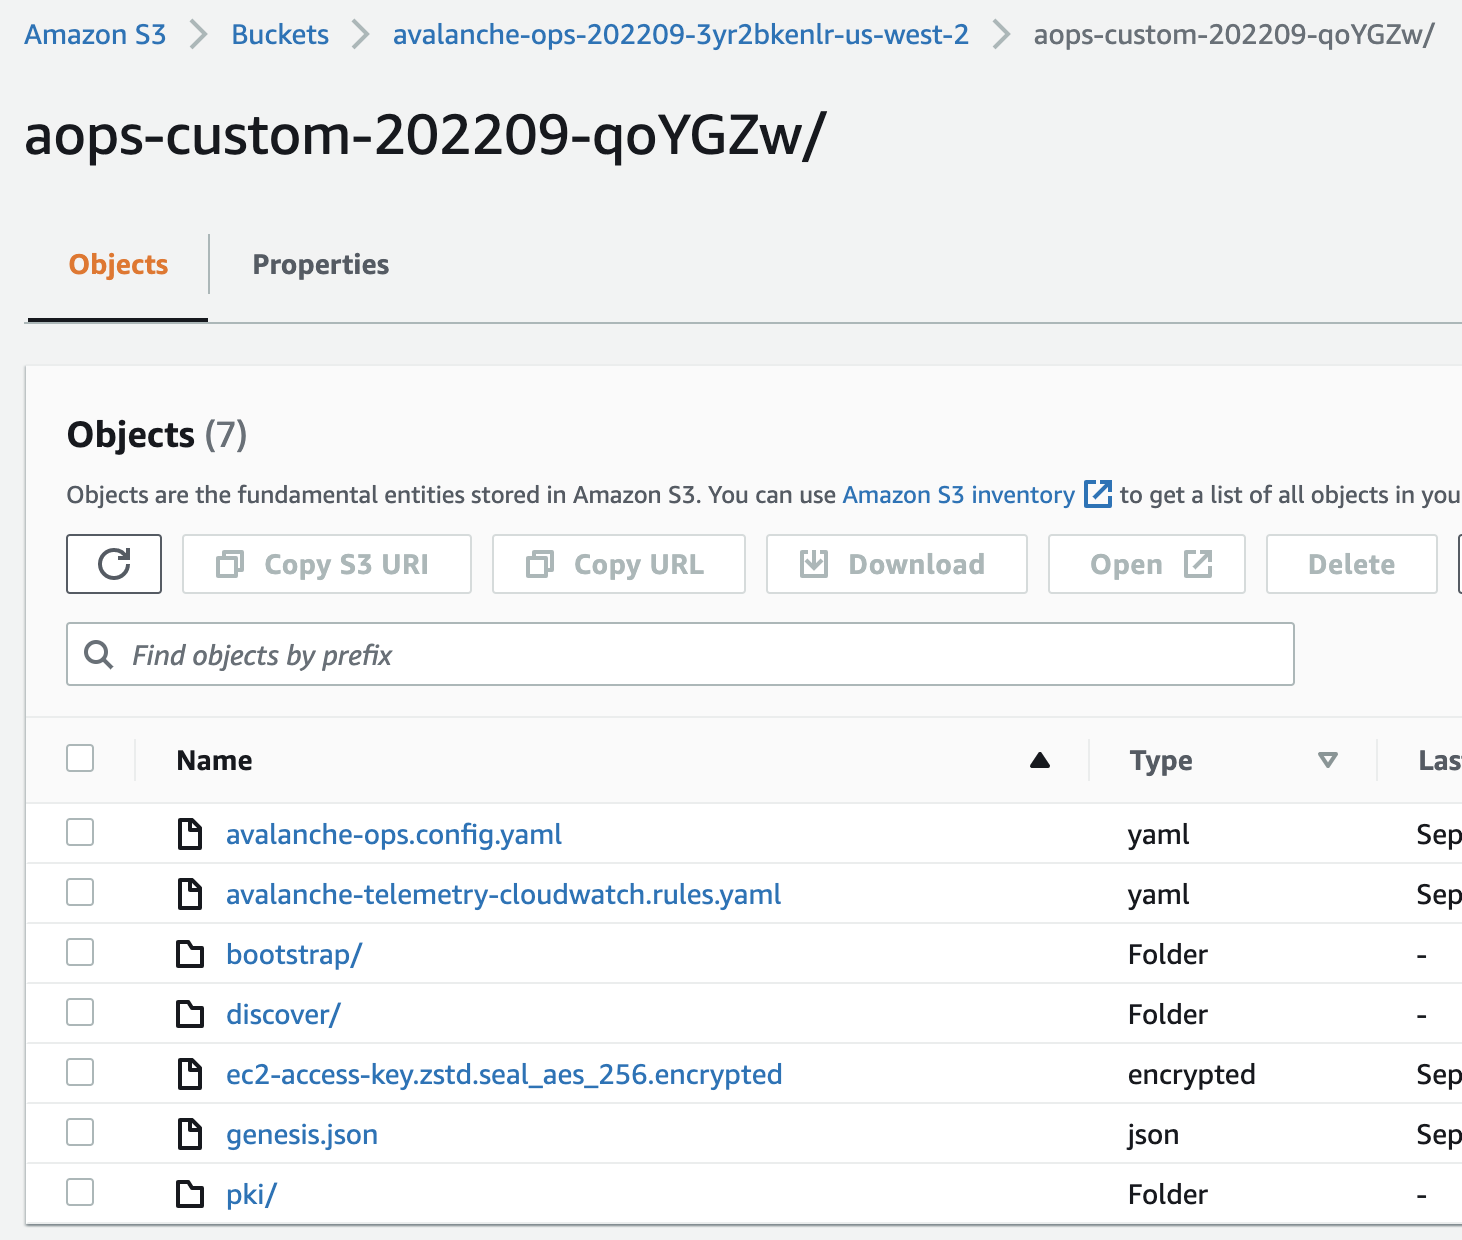 Amazon S3 > Buckets > avalanche-ops-202209-3yr2bkenlr-us-west-2 > aops-custom-202209-qoYGZw/
aops-custom-202209-qoYGZw/
Objects Properties
Objects (7)
Objects are the fundamental entities stored in Amazon S3. You can use Amazon S3 inventory to get a list of all objects in you
Copy S3 URI Copy URL Download Open Delete
Find objects by prefix
Name Type Las
avalanche-ops.config.yaml yaml Sep
avalanche-telemetry-cloudwatch.rules.yaml yaml Sep
bootstrap/ Folder -
discover/ Folder -
ec2-access-key.zstd.seal_aes_256.encrypted encrypted Sep
genesis.json json Sep
pki/ Folder -